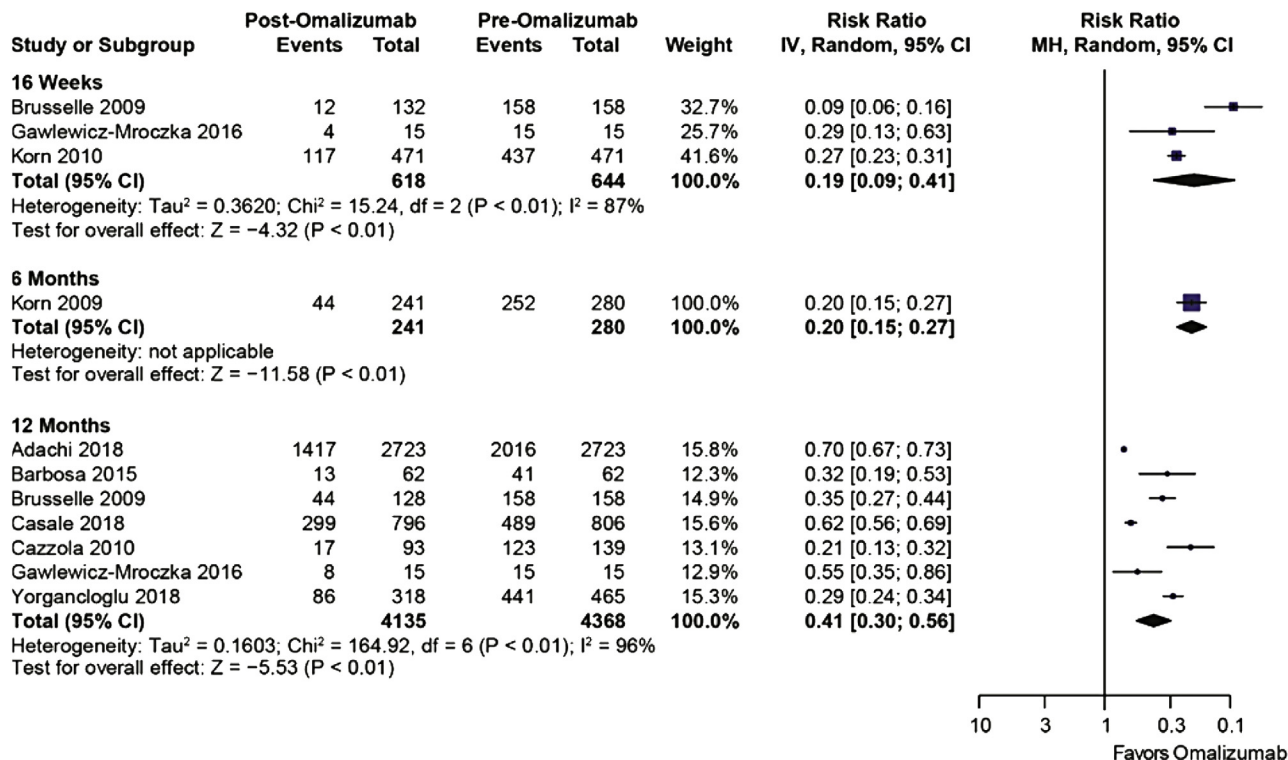 Post-Omalizumab Pre-Omalizumab Risk Ratio Risk Ratio
Study or Subgroup Events Total Events Total Weight IV, Random, 95% CI MH, Random, 95% CI
16 Weeks
Brusselle 2009 12 132 158 158 32.7% 0.09 [0.06; 0.16]
Gawlewicz-Mroczka 2016 4 15 15 15 25.7% 0.29 [0.13; 0.63]
Korn 2010 117 471 437 471 41.6% 0.27 [0.23; 0.31]
Total (95% CI) 618 644 100.0% 0.19 [0.09; 0.41]
Heterogeneity: Tau² = 0.3620; Chi² = 15.24, df = 2 (P < 0.01); I² = 87%
Test for overall effect: Z = −4.32 (P < 0.01)
6 Months
Korn 2009 44 241 252 280 100.0% 0.20 [0.15; 0.27]
Total (95% CI) 241 280 100.0% 0.20 [0.15; 0.27]
Heterogeneity: not applicable
Test for overall effect: Z = −11.58 (P < 0.01)
12 Months
Adachi 2018 1417 2723 2016 2723 15.8% 0.70 [0.67; 0.73]
Barbosa 2015 13 62 41 62 12.3% 0.32 [0.19; 0.53]
Brusselle 2009 44 128 158 158 14.9% 0.35 [0.27; 0.44]
Casale 2018 299 796 489 806 15.6% 0.62 [0.56; 0.69]
Cazzola 2010 17 93 123 139 13.1% 0.21 [0.13; 0.32]
Gawlewicz-Mroczka 2016 8 15 15 15 12.9% 0.55 [0.35; 0.86]
Yorgancloglu 2018 86 318 441 465 15.3% 0.29 [0.24; 0.34]
Total (95% CI) 4135 4368 100.0% 0.41 [0.30; 0.56]
Heterogeneity: Tau² = 0.1603; Chi² = 164.92, df = 6 (P < 0.01); I² = 96%
Test for overall effect: Z = −5.53 (P < 0.01)
10 3 1 0.3 0.1
Favors Omalizumab